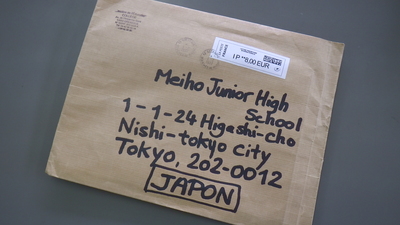 IP **8,00 EUR
Meiho Junior High
School
1-1-24 Higashi-cho
Nishi-tokyo city
Tokyo, 202-0012
JAPON